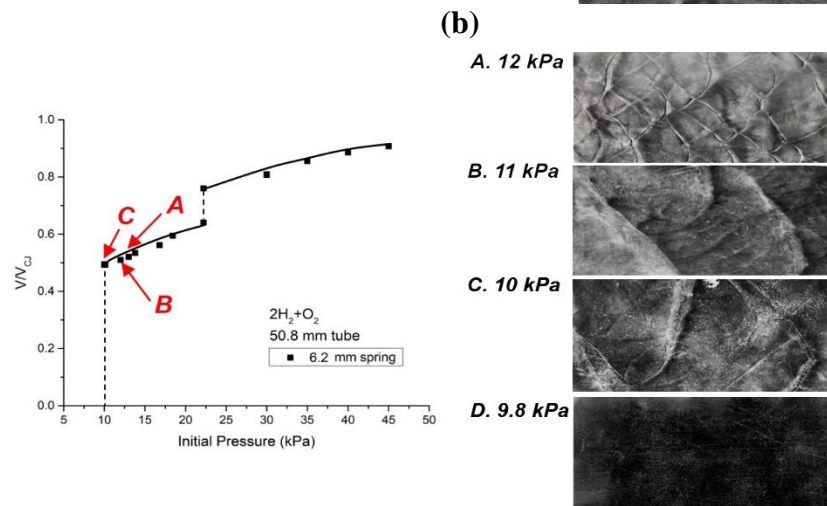 (b)
A. 12 kPa
B. 11 kPa
C. 10 kPa
D. 9.8 kPa
1.0
0.8
0.6
0.4
0.2
0.0
V/V_CJ
C
A
B
2H₂+O₂
50.8 mm tube
6.2 mm spring
5 10 15 20 25 30 35 40 45 50
Initial Pressure (kPa)